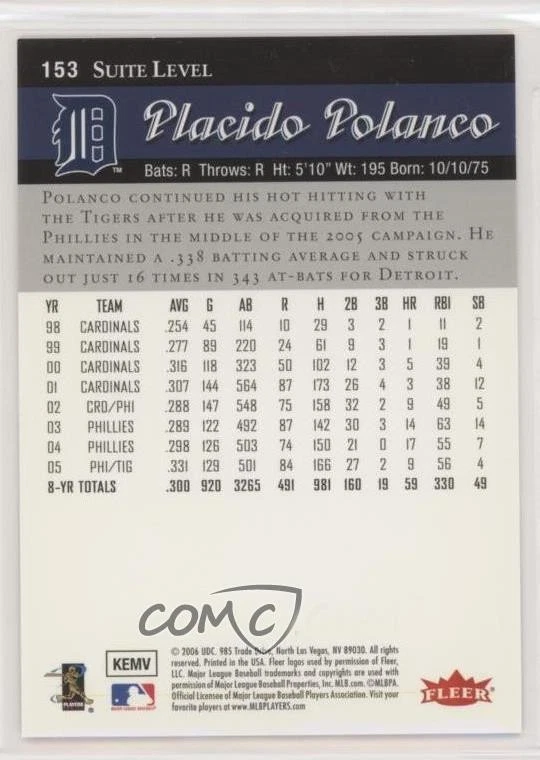 153 SUITE LEVEL
D Placido Polanco
TM Bats: R Throws: R Ht: 5'10" Wt: 195 Born: 10/10/75
POLANCO CONTINUED HIS HOT HITTING WITH
THE TIGERS AFTER HE WAS ACQUIRED FROM THE
PHILLIES IN THE MIDDLE OF THE 2005 CAMPAIGN. HE
MAINTAINED A .338 BATTING AVERAGE AND STRUCK
OUT JUST 16 TIMES IN 343 AT-BATS FOR DETROIT.
YR TEAM AVG G AB R H 2B 3B HR RBI SB
98 CARDINALS .254 45 114 10 29 3 2 1 11 2
99 CARDINALS .277 89 220 24 61 9 3 1 19 1
00 CARDINALS .316 118 323 50 102 12 3 5 39 4
01 CARDINALS .307 144 564 87 173 26 4 3 38 12
02 CRD/PHI .288 147 548 75 158 32 2 9 49 5
03 PHILLIES .289 122 492 87 142 30 3 14 63 14
04 PHILLIES .298 126 503 74 150 21 0 17 55 7
05 PHI/TIG .331 129 501 84 166 27 2 9 56 4
8-YR TOTALS .300 920 3265 491 981 160 19 59 330 49
COMC
© 2006 UDC. 985 Trade Drive, North Las Vegas, NV 89030. All rights
reserved. Printed in the USA. Fleer logos used by permission of Fleer,
LLC. Major League Baseball trademarks and copyrights are used with
permission of Major League Baseball Properties, Inc. MLB.com. ©MLBPA.
Official Licensee of Major League Baseball Players Association. Visit your
favorite players at www.MLBPLAYERS.com
PLAYERS
KEMV
FLEER